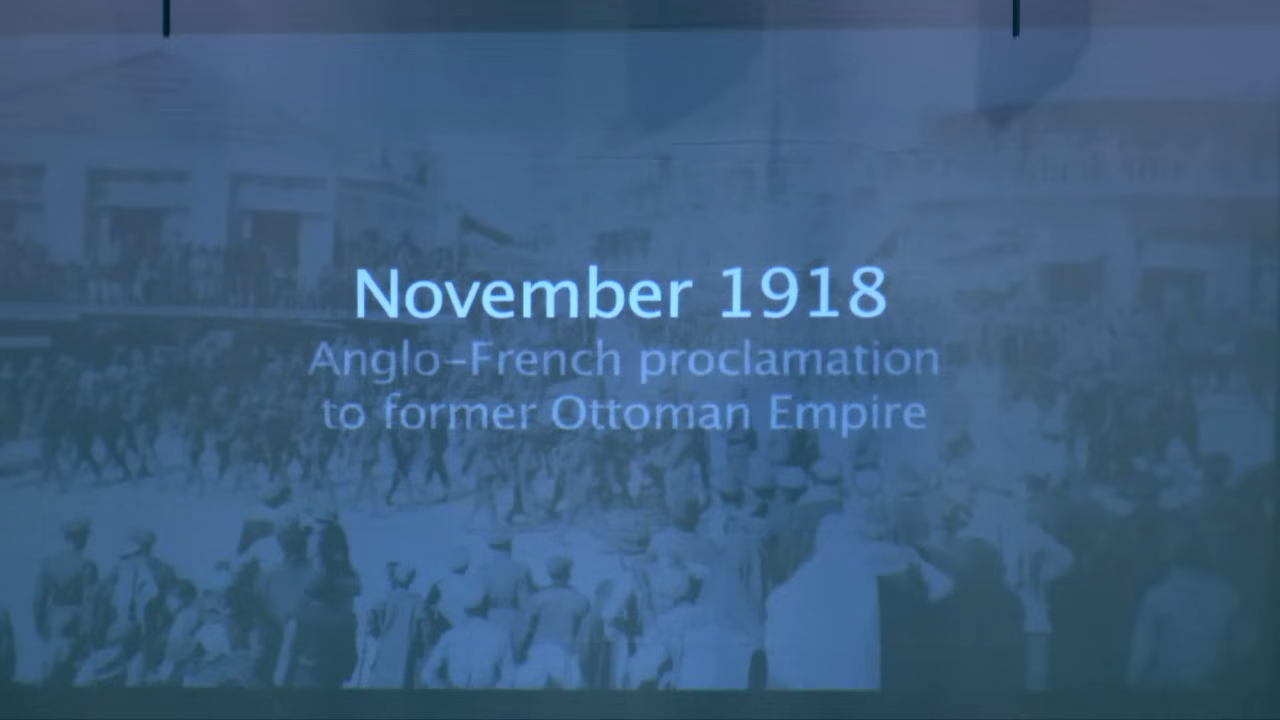 November 1918
Anglo-French proclamation
to former Ottoman Empire